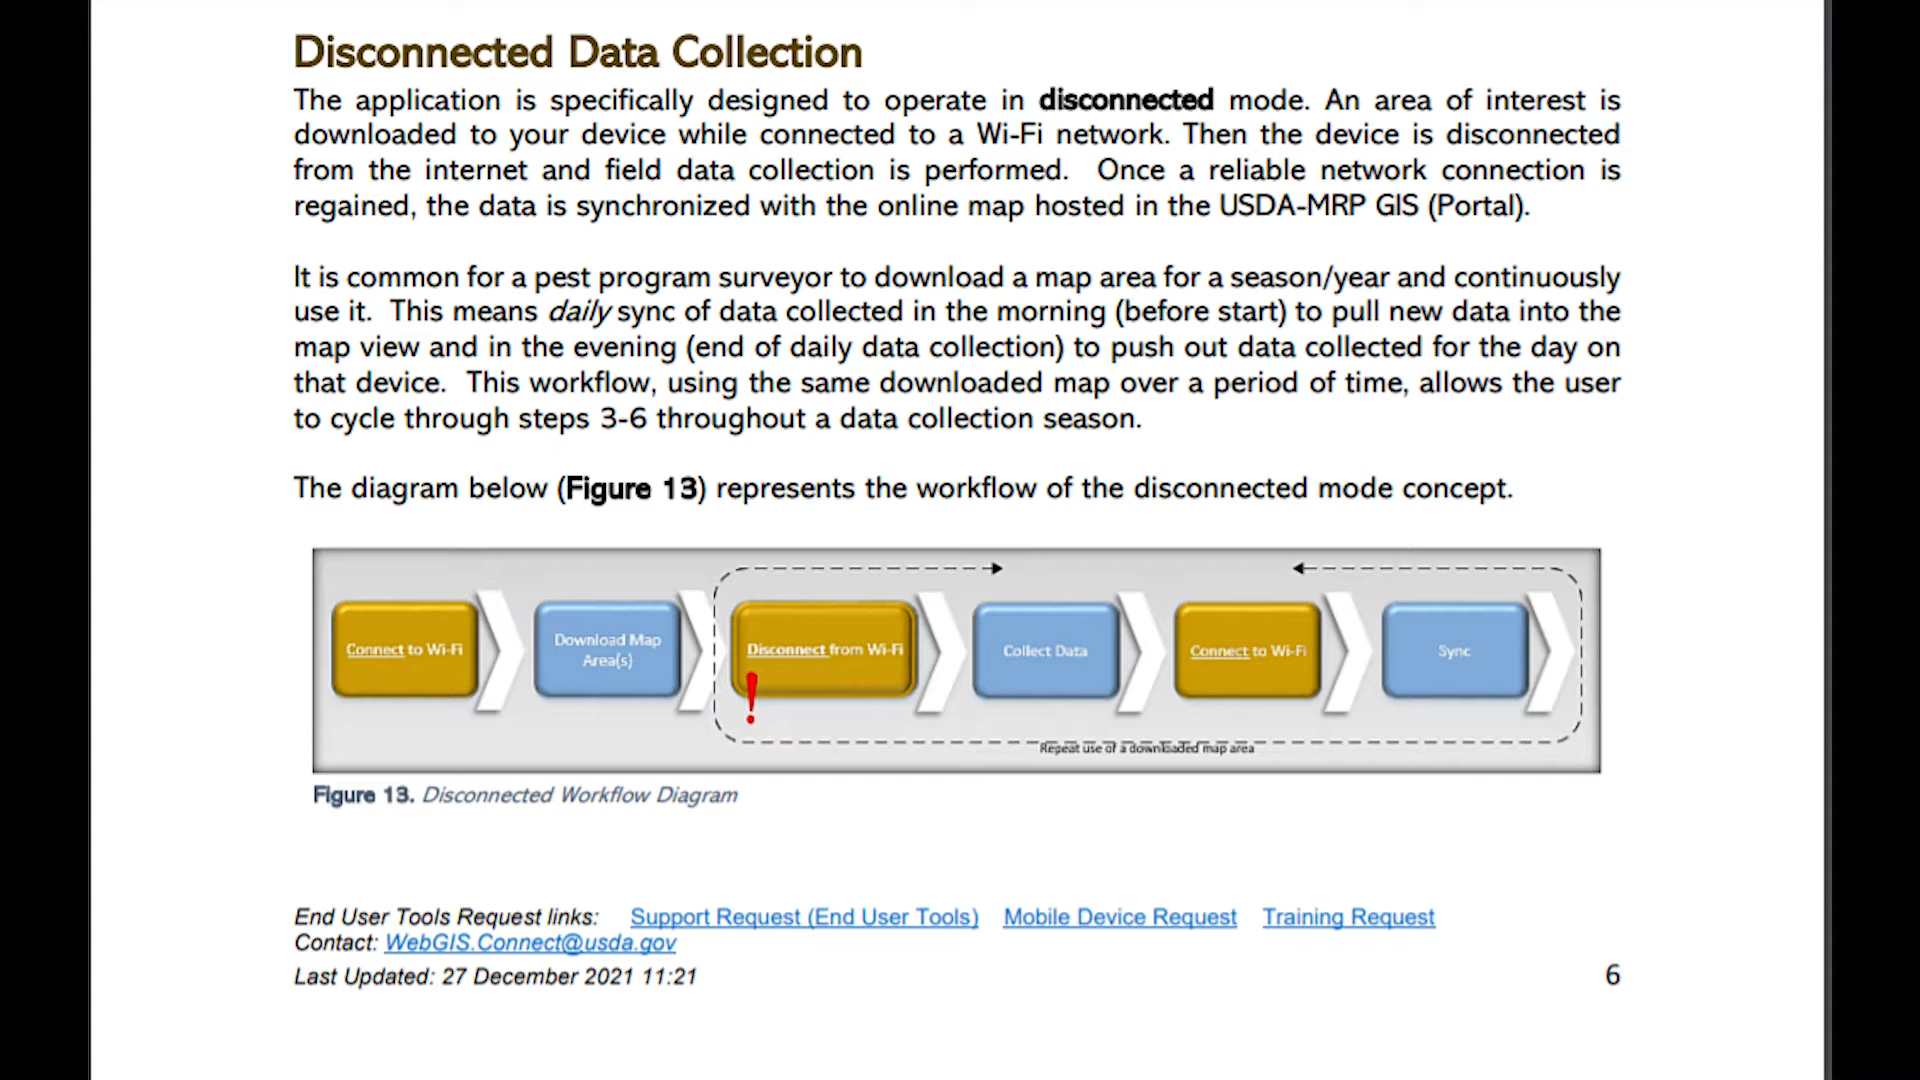 Disconnected Data Collection
The application is specifically designed to operate in disconnected mode. An area of interest is
downloaded to your device while connected to a Wi-Fi network. Then the device is disconnected
from the internet and field data collection is performed. Once a reliable network connection is
regained, the data is synchronized with the online map hosted in the USDA-MRP GIS (Portal).
It is common for a pest program surveyor to download a map area for a season/year and continuously
use it. This means daily sync of data collected in the morning (before start) to pull new data into the
map view and in the evening (end of daily data collection) to push out data collected for the day on
that device. This workflow, using the same downloaded map over a period of time, allows the user
to cycle through steps 3-6 throughout a data collection season.
The diagram below (Figure 13) represents the workflow of the disconnected mode concept.
Connect to Wi-Fi
Download Map
Area(s)
Disconnect from Wi-Fi
!
Collect Data
Connect to Wi-Fi
Sync
Repeat use of a downloaded map area
Figure 13. Disconnected Workflow Diagram
End User Tools Request links: Support Request (End User Tools) Mobile Device Request Training Request
Contact: WebGIS.Connect@usda.gov
Last Updated: 27 December 2021 11:21
6